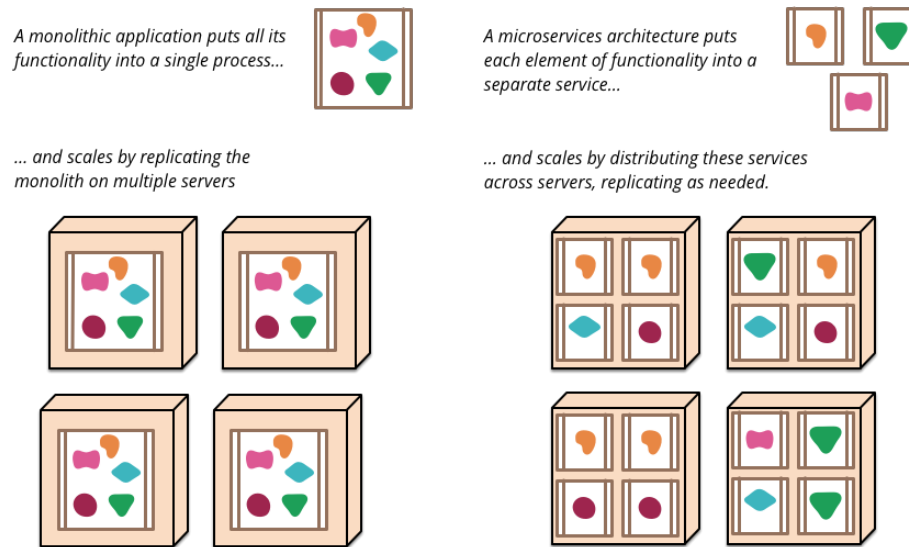 A monolithic application puts all its
functionality into a single process...
... and scales by replicating the
monolith on multiple servers
A microservices architecture puts
each element of functionality into a
separate service...
... and scales by distributing these services
across servers, replicating as needed.